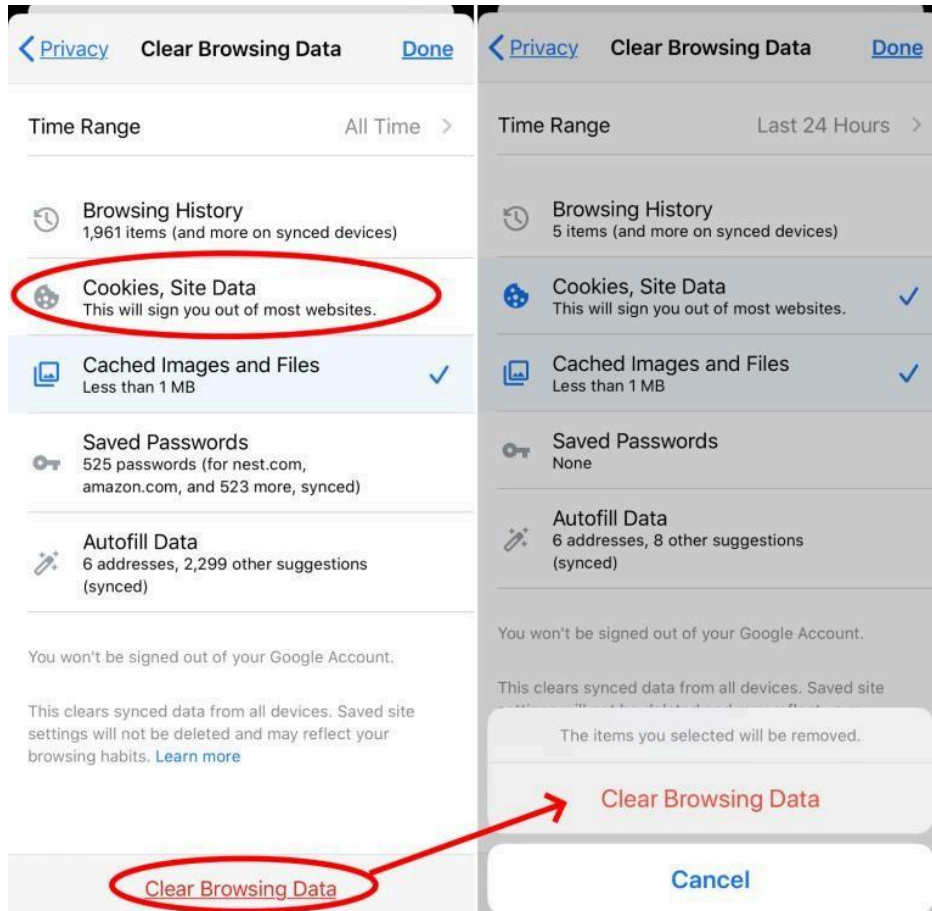 Privacy Clear Browsing Data Done
Time Range All Time
Browsing History
1,961 items (and more on synced devices)
Cookies, Site Data
This will sign you out of most websites.
Cached Images and Files
Less than 1 MB
Saved Passwords
525 passwords (for nest.com,
amazon.com, and 523 more, synced)
Autofill Data
6 addresses, 2,299 other suggestions
(synced)
You won't be signed out of your Google Account.
This clears synced data from all devices. Saved site
settings will not be deleted and may reflect your
browsing habits. Learn more
Clear Browsing Data
Privacy Clear Browsing Data Done
Time Range Last 24 Hours
Browsing History
5 items (and more on synced devices)
Cookies, Site Data
This will sign you out of most websites.
Cached Images and Files
Less than 1 MB
Saved Passwords
None
Autofill Data
6 addresses, 8 other suggestions
(synced)
You won't be signed out of your Google Account.
This clears synced data from all devices. Saved site
The items you selected will be removed.
Clear Browsing Data
Cancel